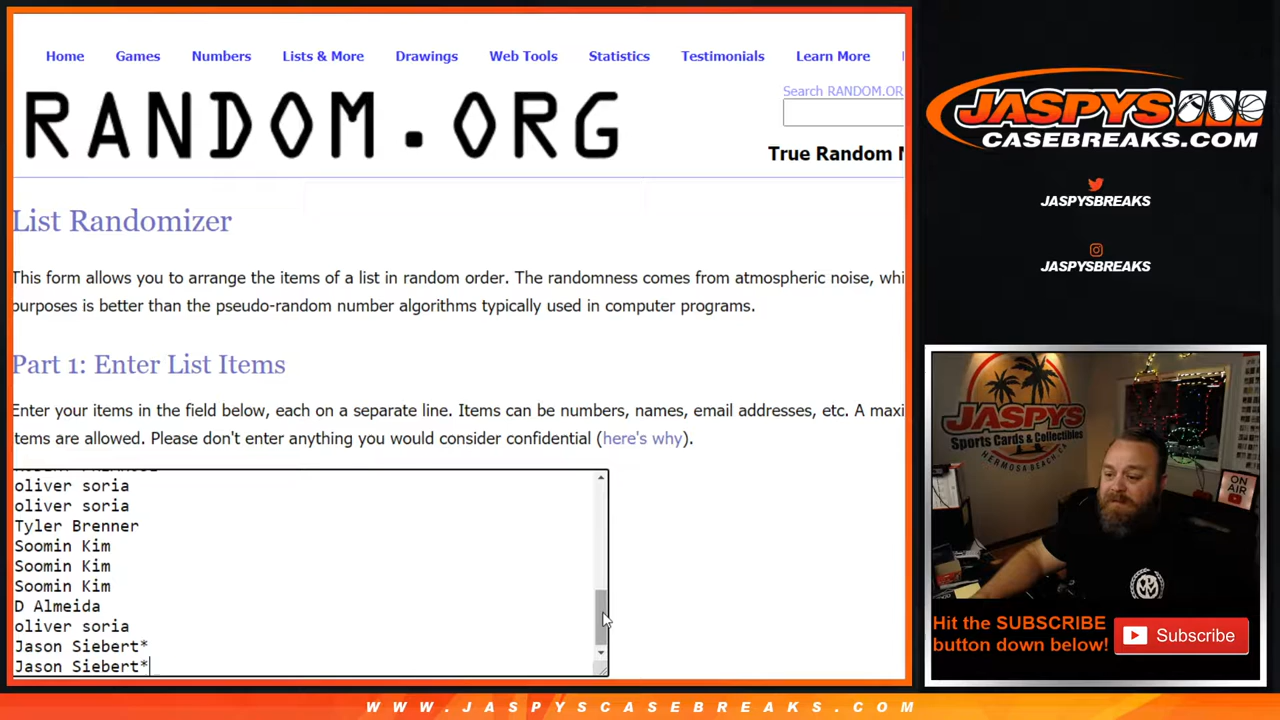 Home Games Numbers Lists & More Drawings Web Tools Statistics Testimonials Learn More
RANDOM.ORG
Search RANDOM.OR
True Random
List Randomizer
This form allows you to arrange the items of a list in random order. The randomness comes from atmospheric noise, whi
purposes is better than the pseudo-random number algorithms typically used in computer programs.
Part 1: Enter List Items
Enter your items in the field below, each on a separate line. Items can be numbers, names, email addresses, etc. A maxi
items are allowed. Please don't enter anything you would consider confidential (here's why).
oliver soria
oliver soria
Tyler Brenner
Soomin Kim
Soomin Kim
Soomin Kim
D Almeida
oliver soria
Jason Siebert*
Jason Siebert*
JASPYS
CASEBREAKS.COM
JASPYSBREAKS
JASPYSBREAKS
JASPYS
Sports Cards & Collectibles
HERMOSA BEACH, CA
ON
AIR
Hit the SUBSCRIBE
button down below!
Subscribe
WWW.JASPYSCASEBREAKS.COM